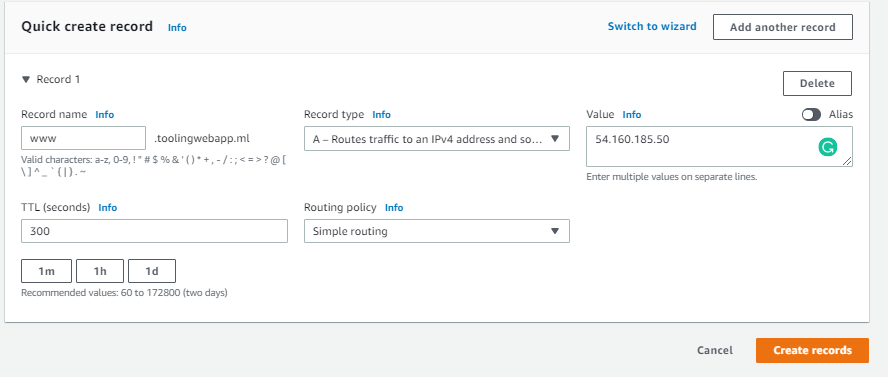 Quick create record Info Switch to wizard Add another record
▼ Record 1 Delete
Record name Info Record type Info Value Info Alias
www .toolingwebapp.ml A – Routes traffic to an IPv4 address and so... ▼ 54.160.185.50
Valid characters: a-z, 0-9, ! " # $ % & ' ( ) * + , - / : ; < = > ? @ [
\ ] ^ _ ` { | } . ~
Enter multiple values on separate lines.
TTL (seconds) Info Routing policy Info
300 Simple routing ▼
1m 1h 1d
Recommended values: 60 to 172800 (two days)
Cancel Create records